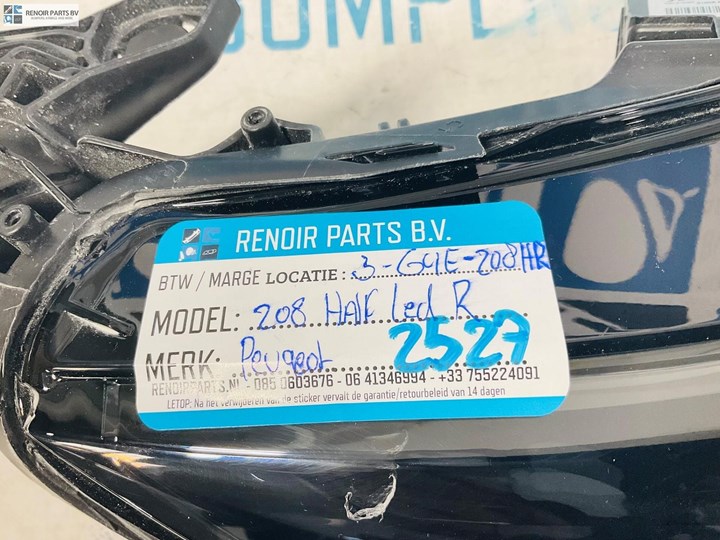 RENOIR PARTS BV
RENOIR PARTS B.V.
BTW / MARGE LOCATIE : 3-G4E-208HR
MODEL: 208 Half Led R
MERK: Peugeot 2527
RENOIRPARTS.NL - 085 0603676 - 06 41346994 - +33 755224091
LETOP: Na het verwijderen van de sticker vervalt de garantie/retourbeleid van 14 dagen